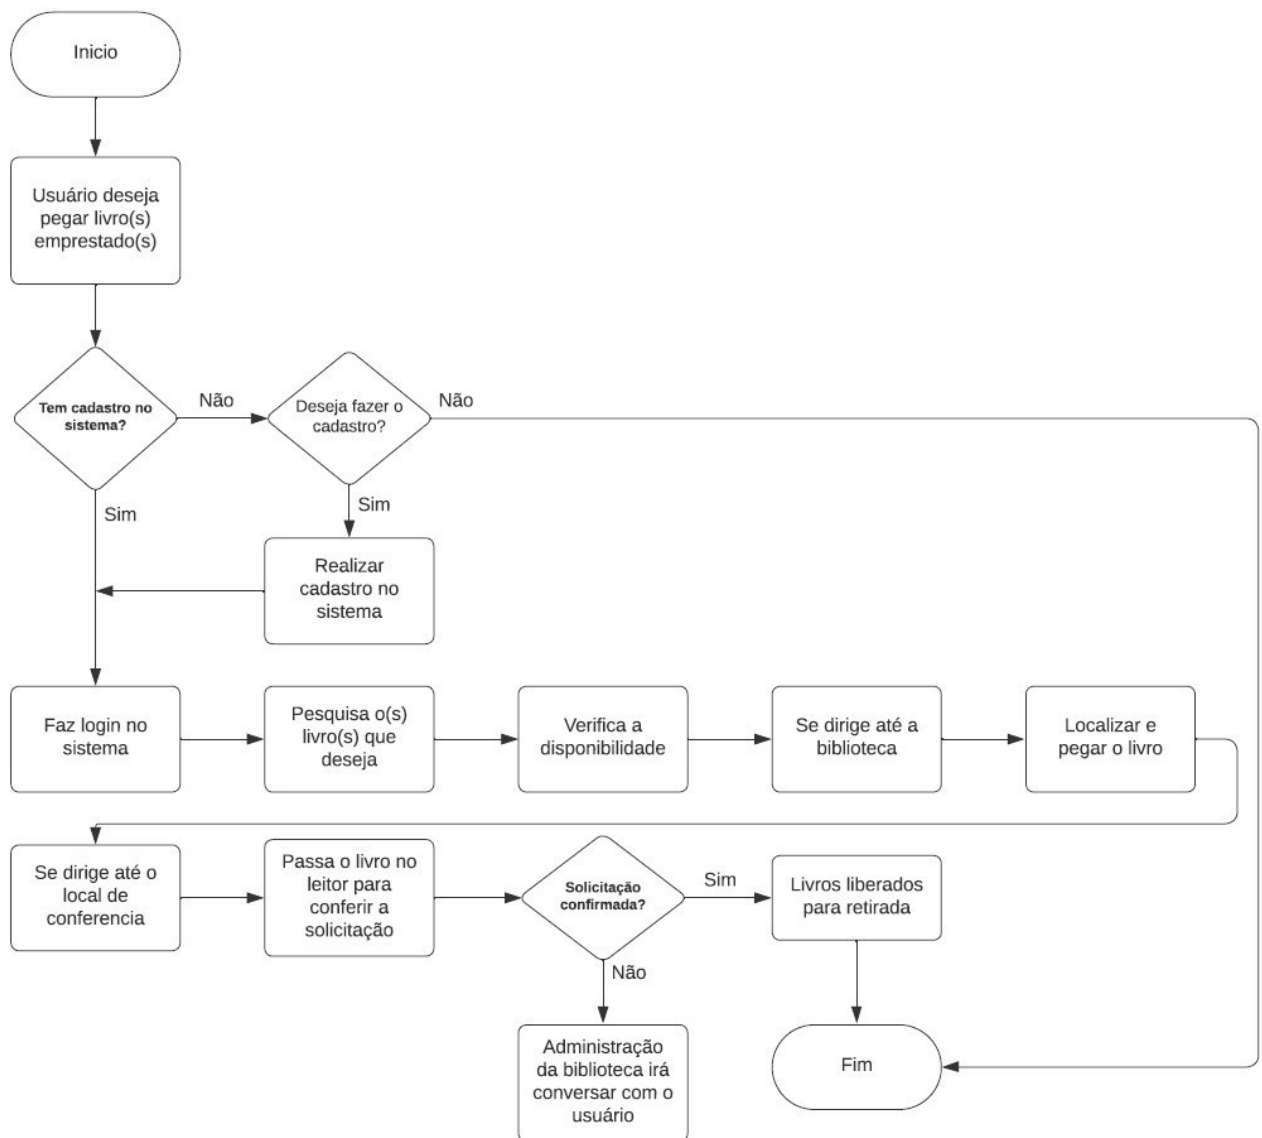 Inicio
Usuário deseja
pegar livro(s)
emprestado(s)
Tem cadastro no
sistema?
Não
Deseja fazer o
cadastro?
Não
Sim
Sim
Realizar
cadastro no
sistema
Faz login no
sistema
Pesquisa o(s)
livro(s) que
deseja
Verifica a
disponibilidade
Se dirige até a
biblioteca
Localizar e
pegar o livro
Se dirige até o
local de
conferencia
Passa o livro no
leitor para
conferir a
solicitação
Solicitação
confirmada?
Sim
Livros liberados
para retirada
Não
Administração
da biblioteca irá
conversar com o
usuário
Fim